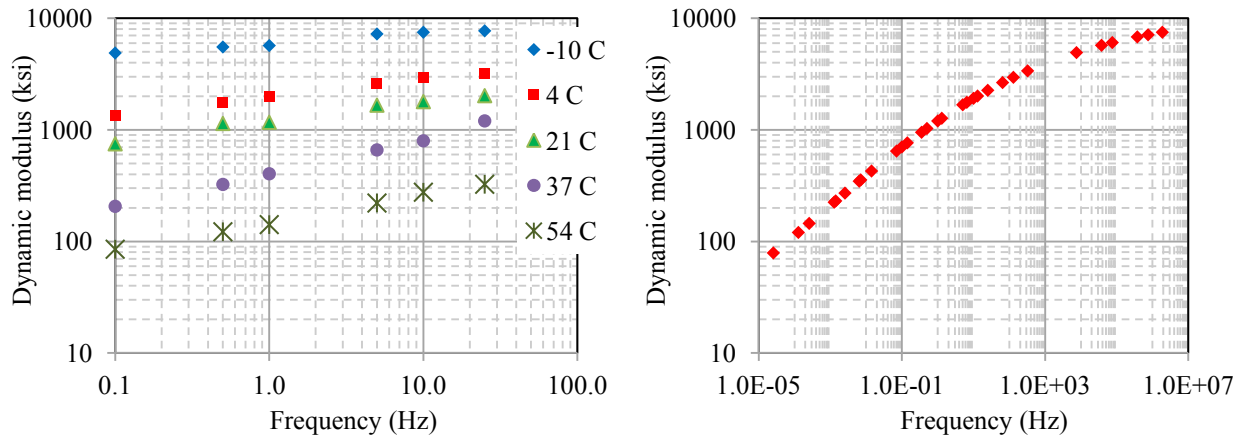 10000
1000
100
10
0.1
1.0
10.0
100.0
Dynamic modulus (ksi)
Frequency (Hz)
-10 C
4 C
21 C
37 C
54 C
10000
1000
100
10
1.0E-05
1.0E-01
1.0E+03
1.0E+07
Dynamic modulus (ksi)
Frequency (Hz)